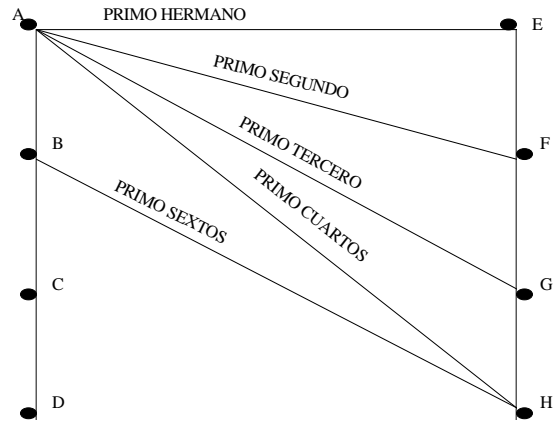 A
PRIMO HERMANO
E
PRIMO SEGUNDO
B
F
PRIMO TERCERO
PRIMO CUARTOS
PRIMO SEXTOS
C
G
D
H